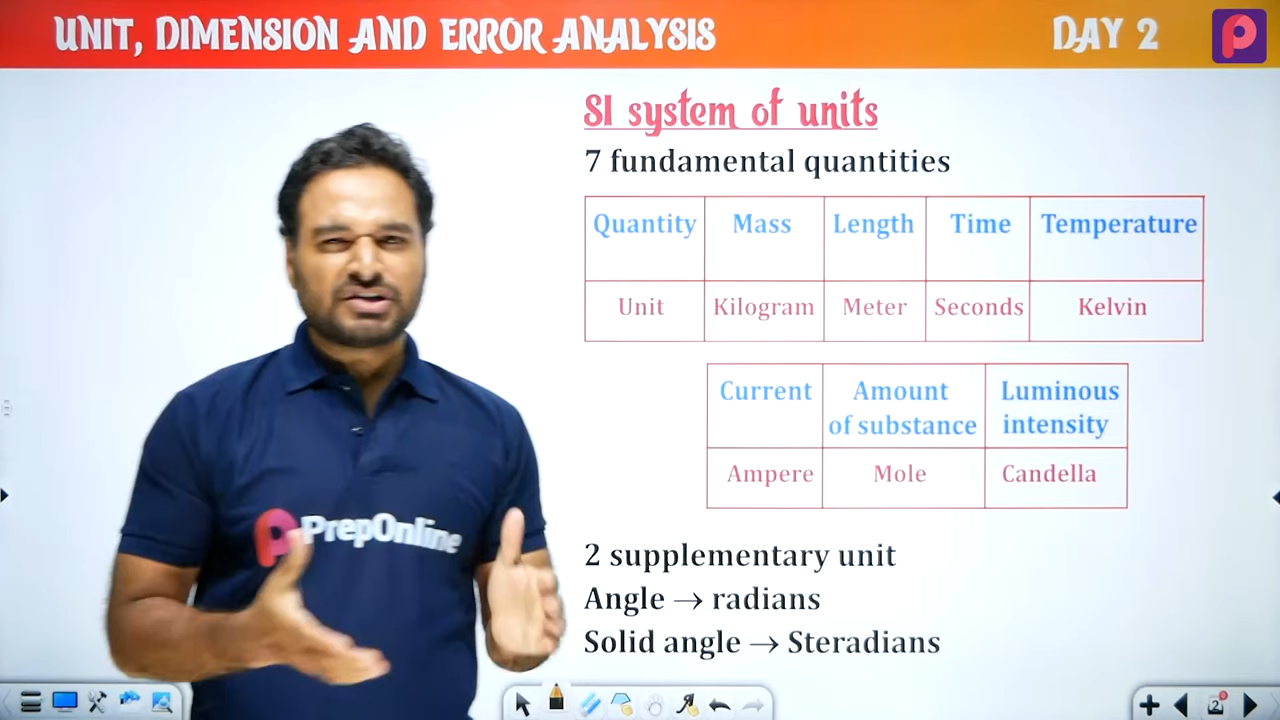 UNIT, DIMENSION AND ERROR ANALYSIS
DAY 2
SI system of units
7 fundamental quantities
Quantity Mass Length Time Temperature
Unit Kilogram Meter Seconds Kelvin
Current Amount of substance Luminous intensity
Ampere Mole Candella
PrepOnline
2 supplementary unit
Angle → radians
Solid angle → Steradians
2